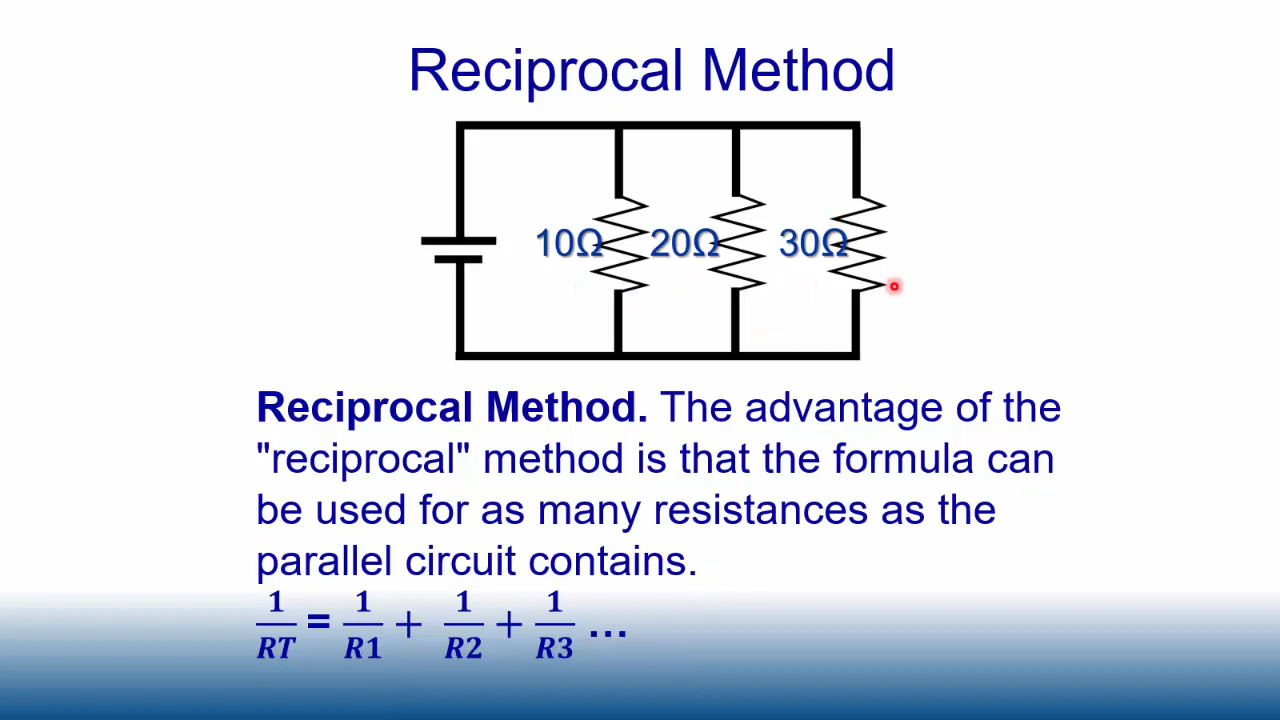 Reciprocal Method
10Ω 20Ω 30Ω
Reciprocal Method. The advantage of the
"reciprocal" method is that the formula can
be used for as many resistances as the
parallel circuit contains.
1/RT = 1/R1 + 1/R2 + 1/R3 ...